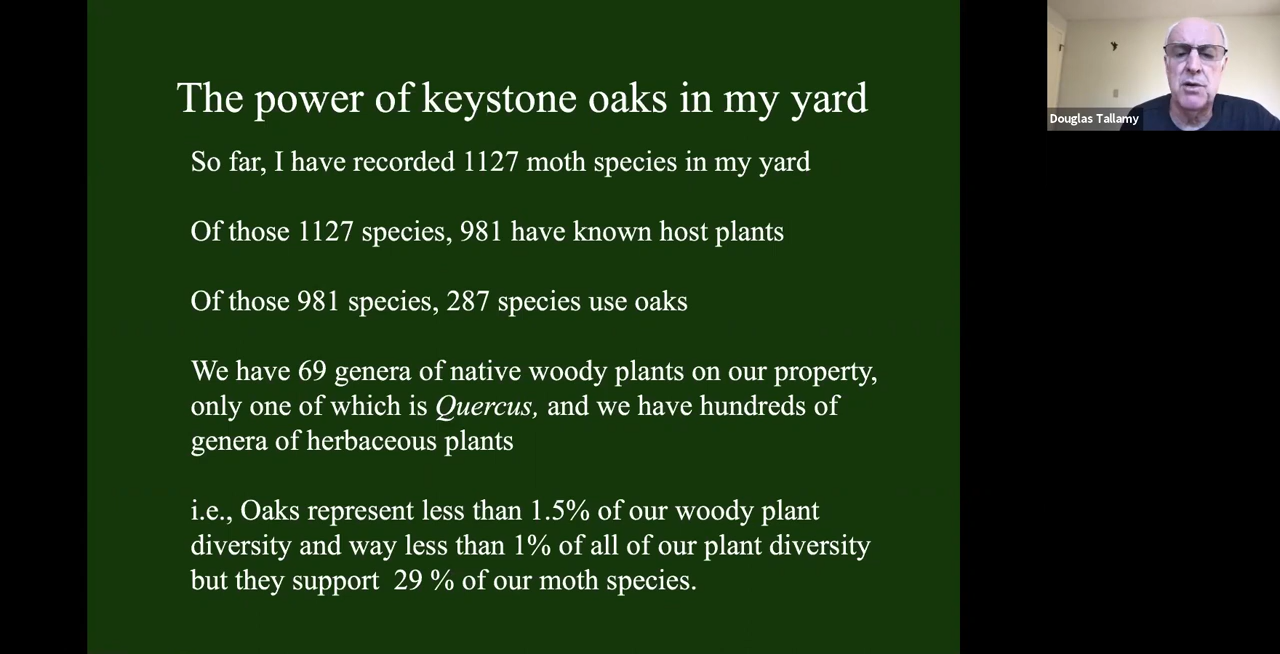 The power of keystone oaks in my yard
So far, I have recorded 1127 moth species in my yard
Of those 1127 species, 981 have known host plants
Of those 981 species, 287 species use oaks
We have 69 genera of native woody plants on our property,
only one of which is Quercus, and we have hundreds of
genera of herbaceous plants
i.e., Oaks represent less than 1.5% of our woody plant
diversity and way less than 1% of all of our plant diversity
but they support  29 % of our moth species.
Douglas Tallamy